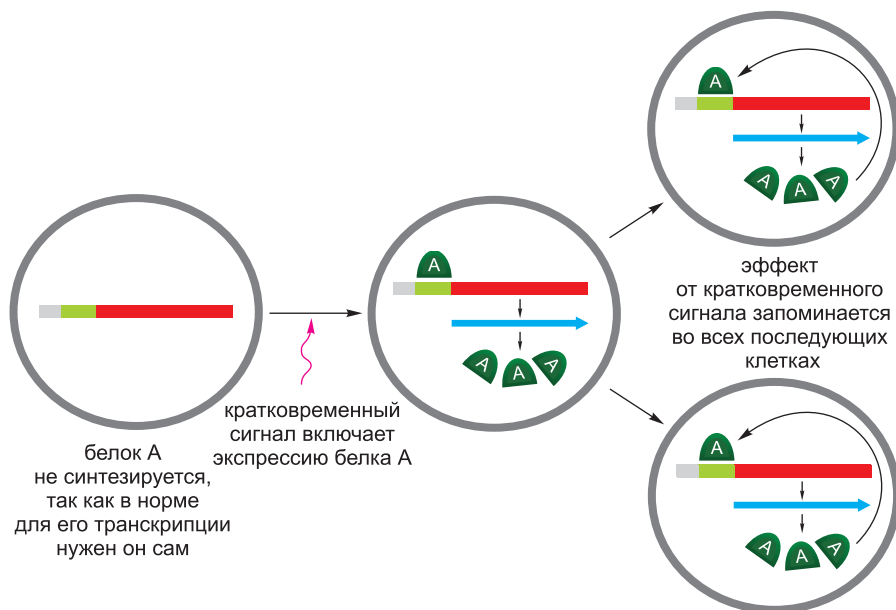 A
A A A
A
A A A
A
A A A
белок А
не синтезируется,
так как в норме
для его транскрипции
нужен он сам
кратковременный
сигнал включает
экспрессию белка А
эффект
от кратковременного
сигнала запоминается
во всех последующих
клетках